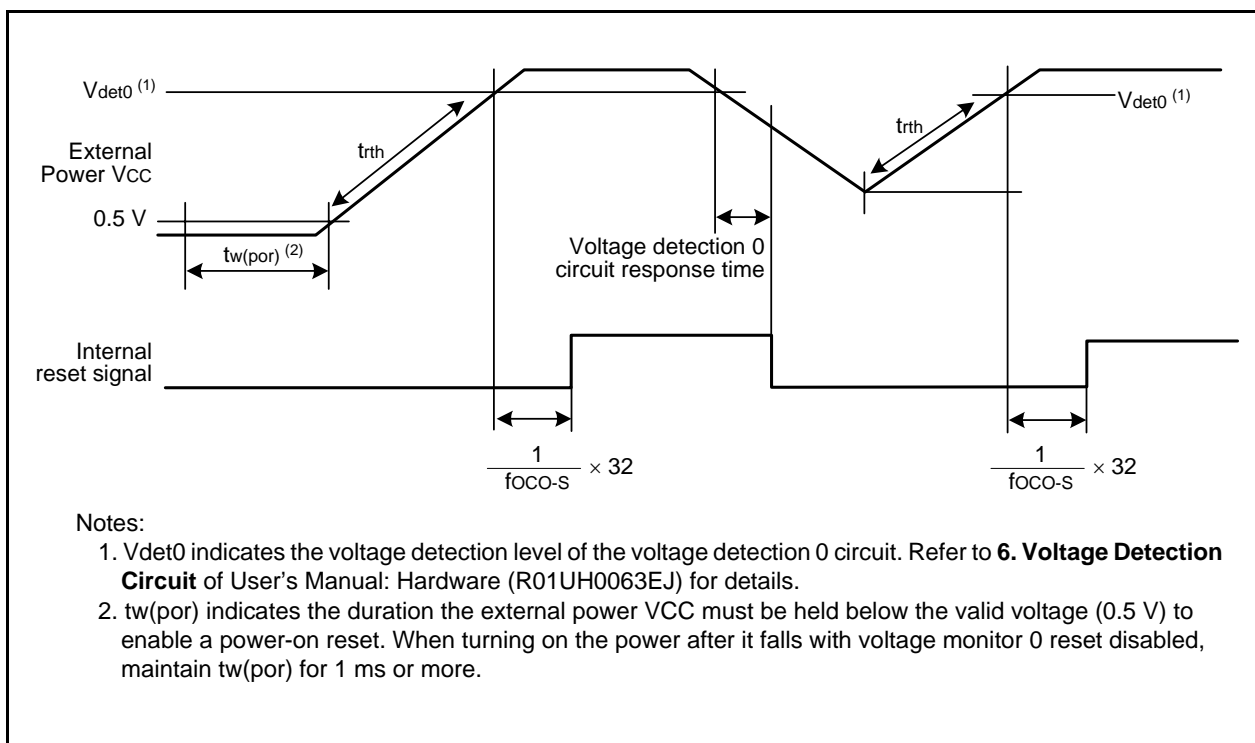 Vdet0 (1)
External
Power VCC
0.5 V
trth
tw(por) (2)
Voltage detection 0
circuit response time
trth
Vdet0 (1)
Internal
reset signal
1
fOCO-S
× 32
1
fOCO-S
× 32
Notes:
1. Vdet0 indicates the voltage detection level of the voltage detection 0 circuit. Refer to 6. Voltage Detection
Circuit of User's Manual: Hardware (R01UH0063EJ) for details.
2. tw(por) indicates the duration the external power VCC must be held below the valid voltage (0.5 V) to
enable a power-on reset. When turning on the power after it falls with voltage monitor 0 reset disabled,
maintain tw(por) for 1 ms or more.